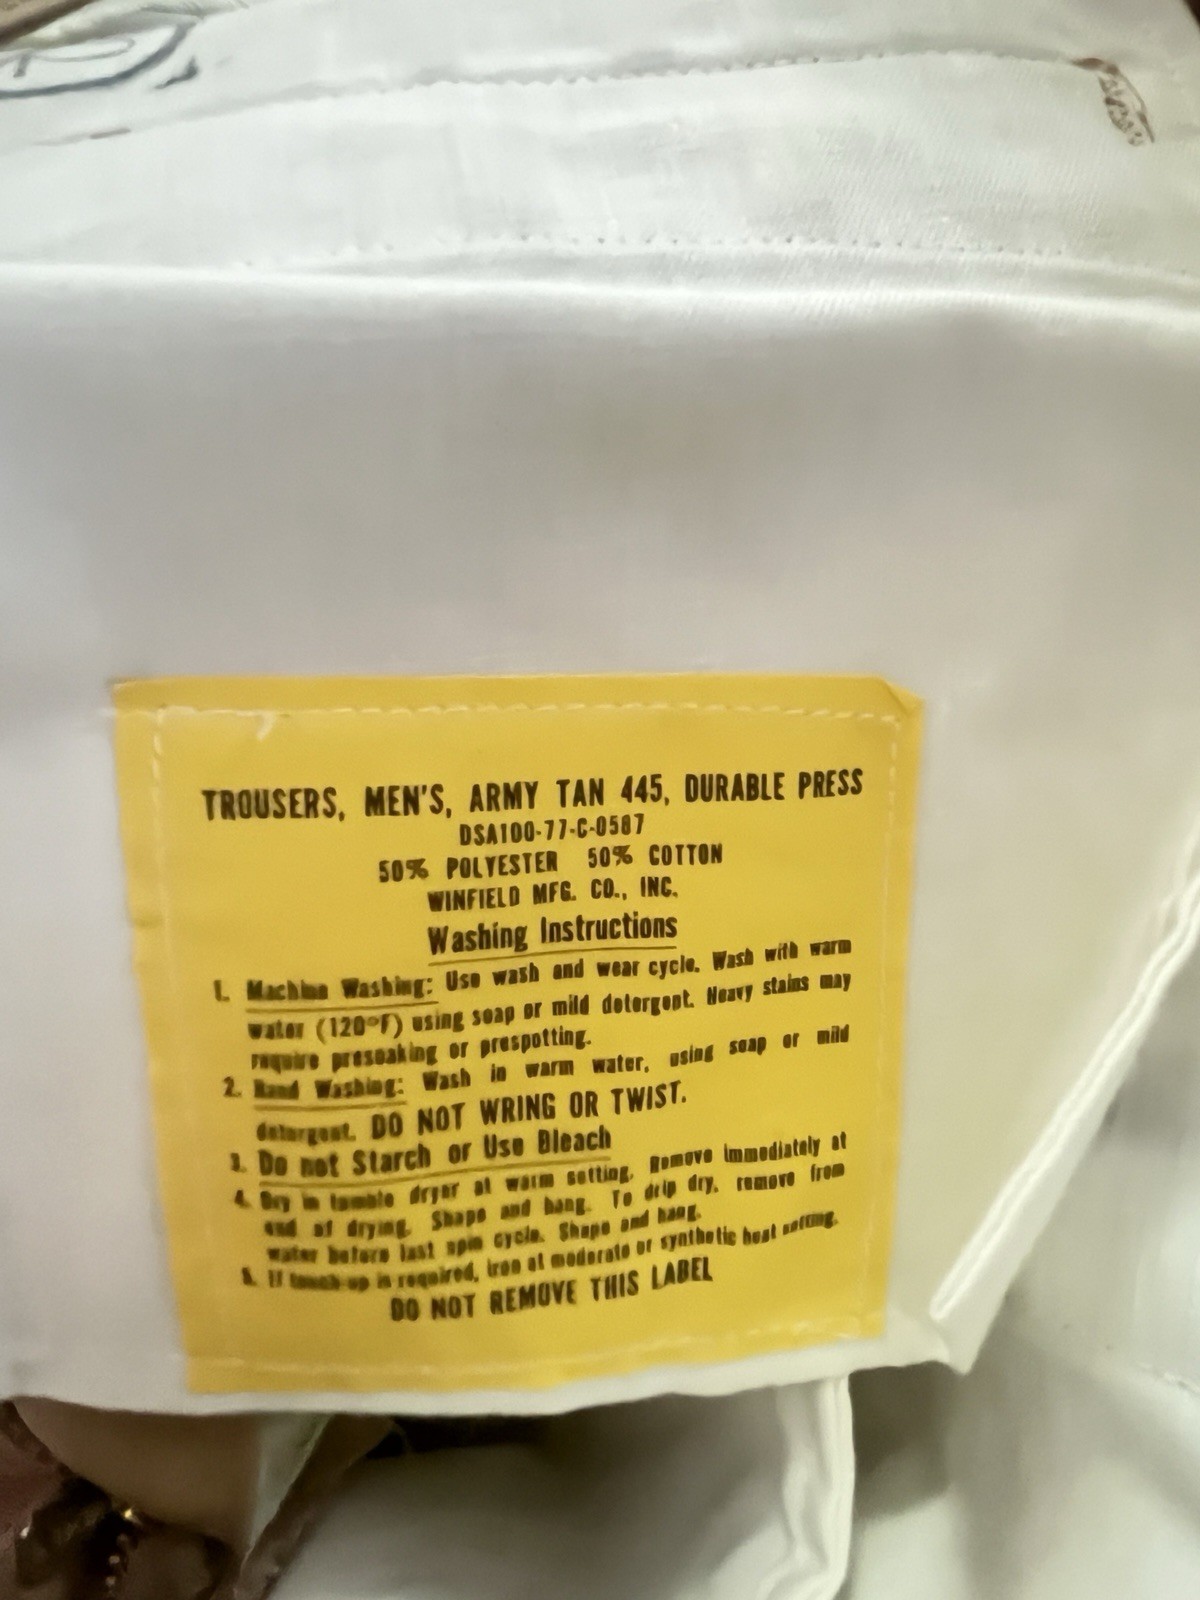 TROUSERS, MEN'S, ARMY TAN 445, DURABLE PRESS
DSA100-77-C-0587
50% POLYESTER 50% COTTON
WINFIELD MFG. CO., INC.
Washing Instructions
1. Machine Washing: Use wash and wear cycle. Wash with warm
water (120°F) using soap or mild detergent. Heavy stains may
require presoaking or prespotting.
2. Hand Washing: Wash in warm water, using soap or mild
detergent. DO NOT WRING OR TWIST.
3. Do not Starch or Use Bleach
4. Dry in tumble dryer at warm setting. Remove immediately at
end of drying. Shape and hang. To drip dry, remove from
water before last spin cycle. Shape and hang.
5. If touch-up is required, iron at moderate or synthetic heat setting.
DO NOT REMOVE THIS LABEL